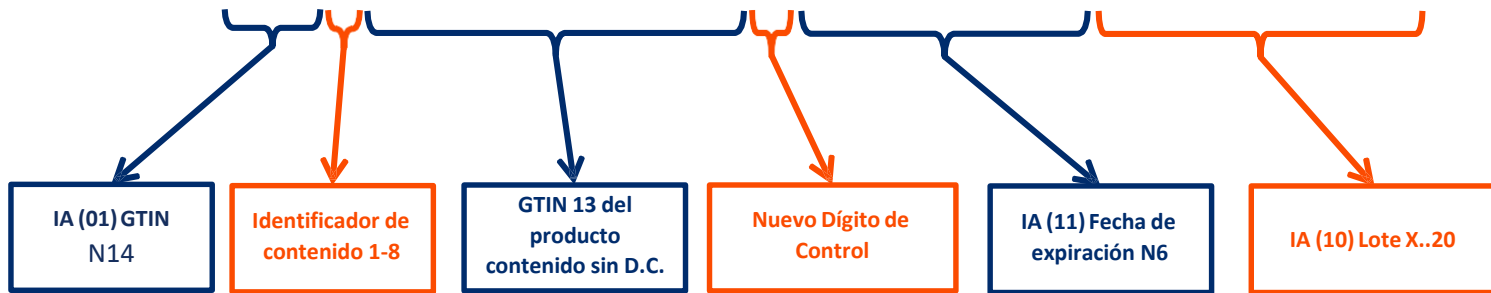 IA (01) GTIN
N14
Identificador de
contenido 1-8
GTIN 13 del
producto
contenido sin D.C.
Nuevo Dígito de
Control
IA (11) Fecha de
expiración N6
IA (10) Lote X..20